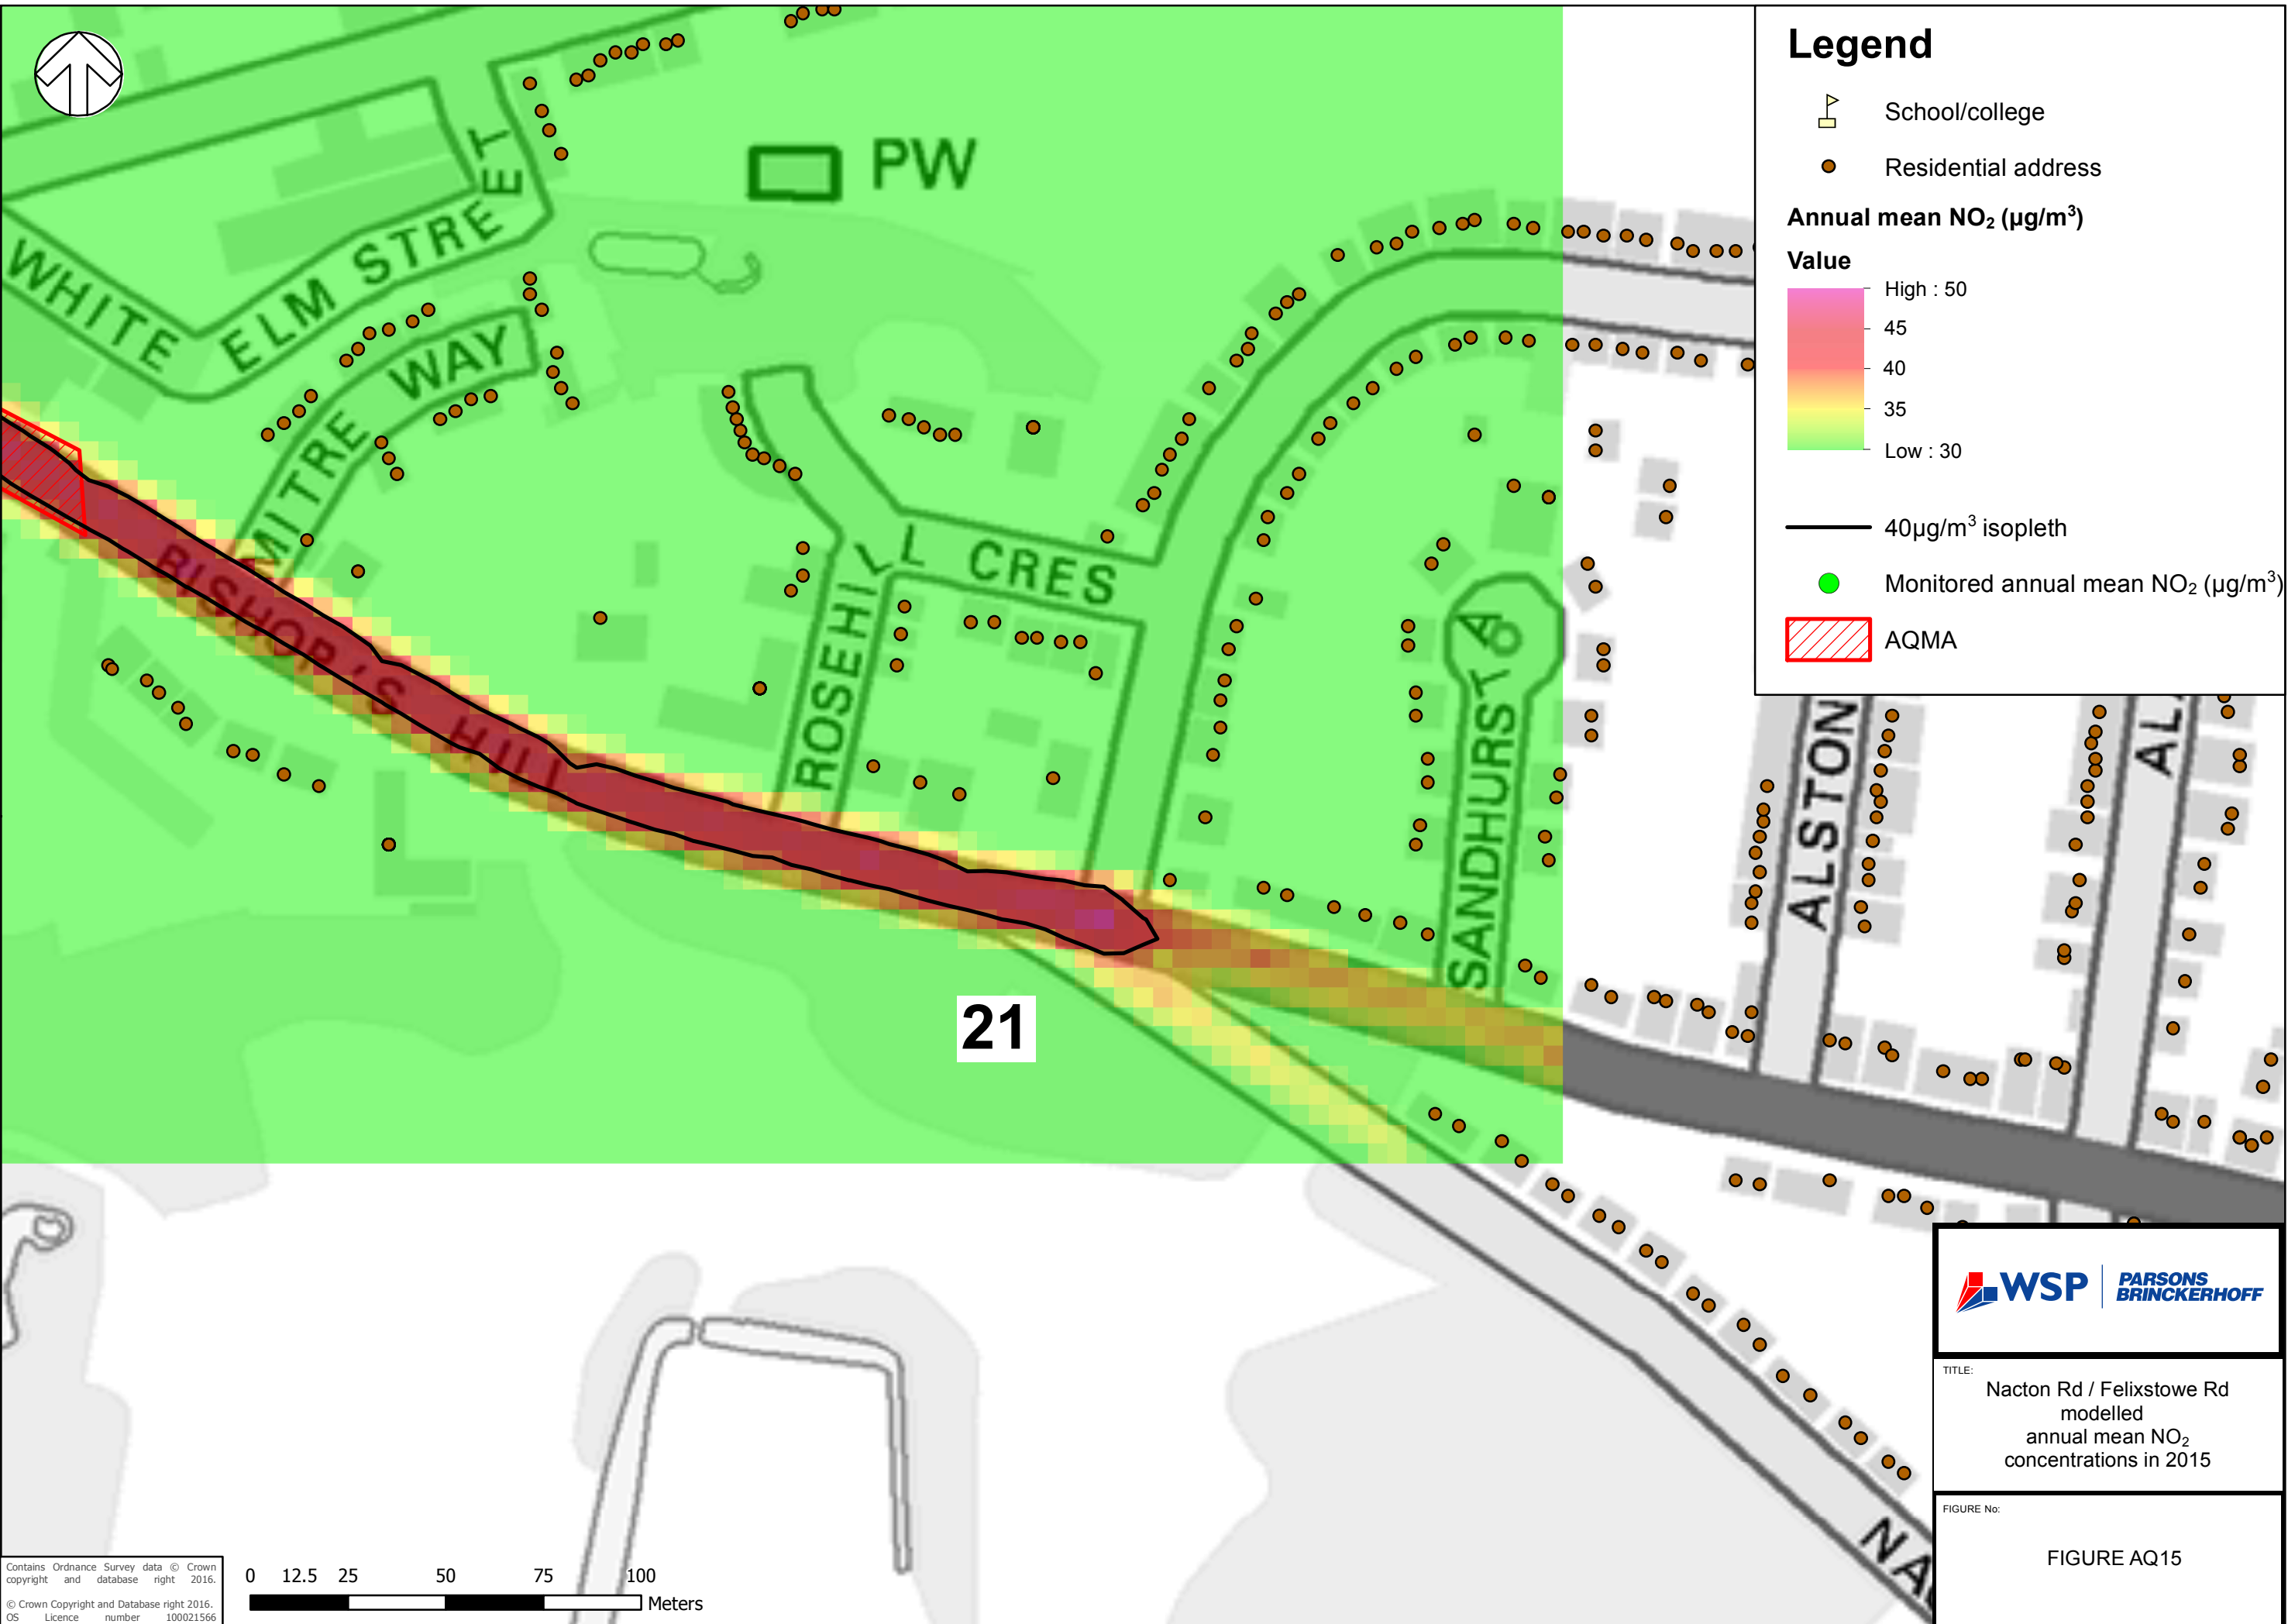 Legend
School/college
Residential address
Annual mean NO₂ (µg/m³)
Value
High : 50
45
40
35
Low : 30
40µg/m³ isopleth
Monitored annual mean NO₂ (µg/m³)
AQMA
PW
WHITE ELM STREET
MITRE WAY
BISHOP'S HILL
ROSEHILL CRES
SANDHURST A
ALSTON
AL
21
NA
WSP
PARSONS
BRINCKERHOFF
TITLE:
Nacton Rd / Felixstowe Rd
modelled
annual mean NO₂
concentrations in 2015
FIGURE No:
FIGURE AQ15
Contains Ordnance Survey data © Crown
copyright and database right 2016.
© Crown Copyright and Database right 2016.
OS Licence number 100021566
0 12.5 25 50 75 100
Meters